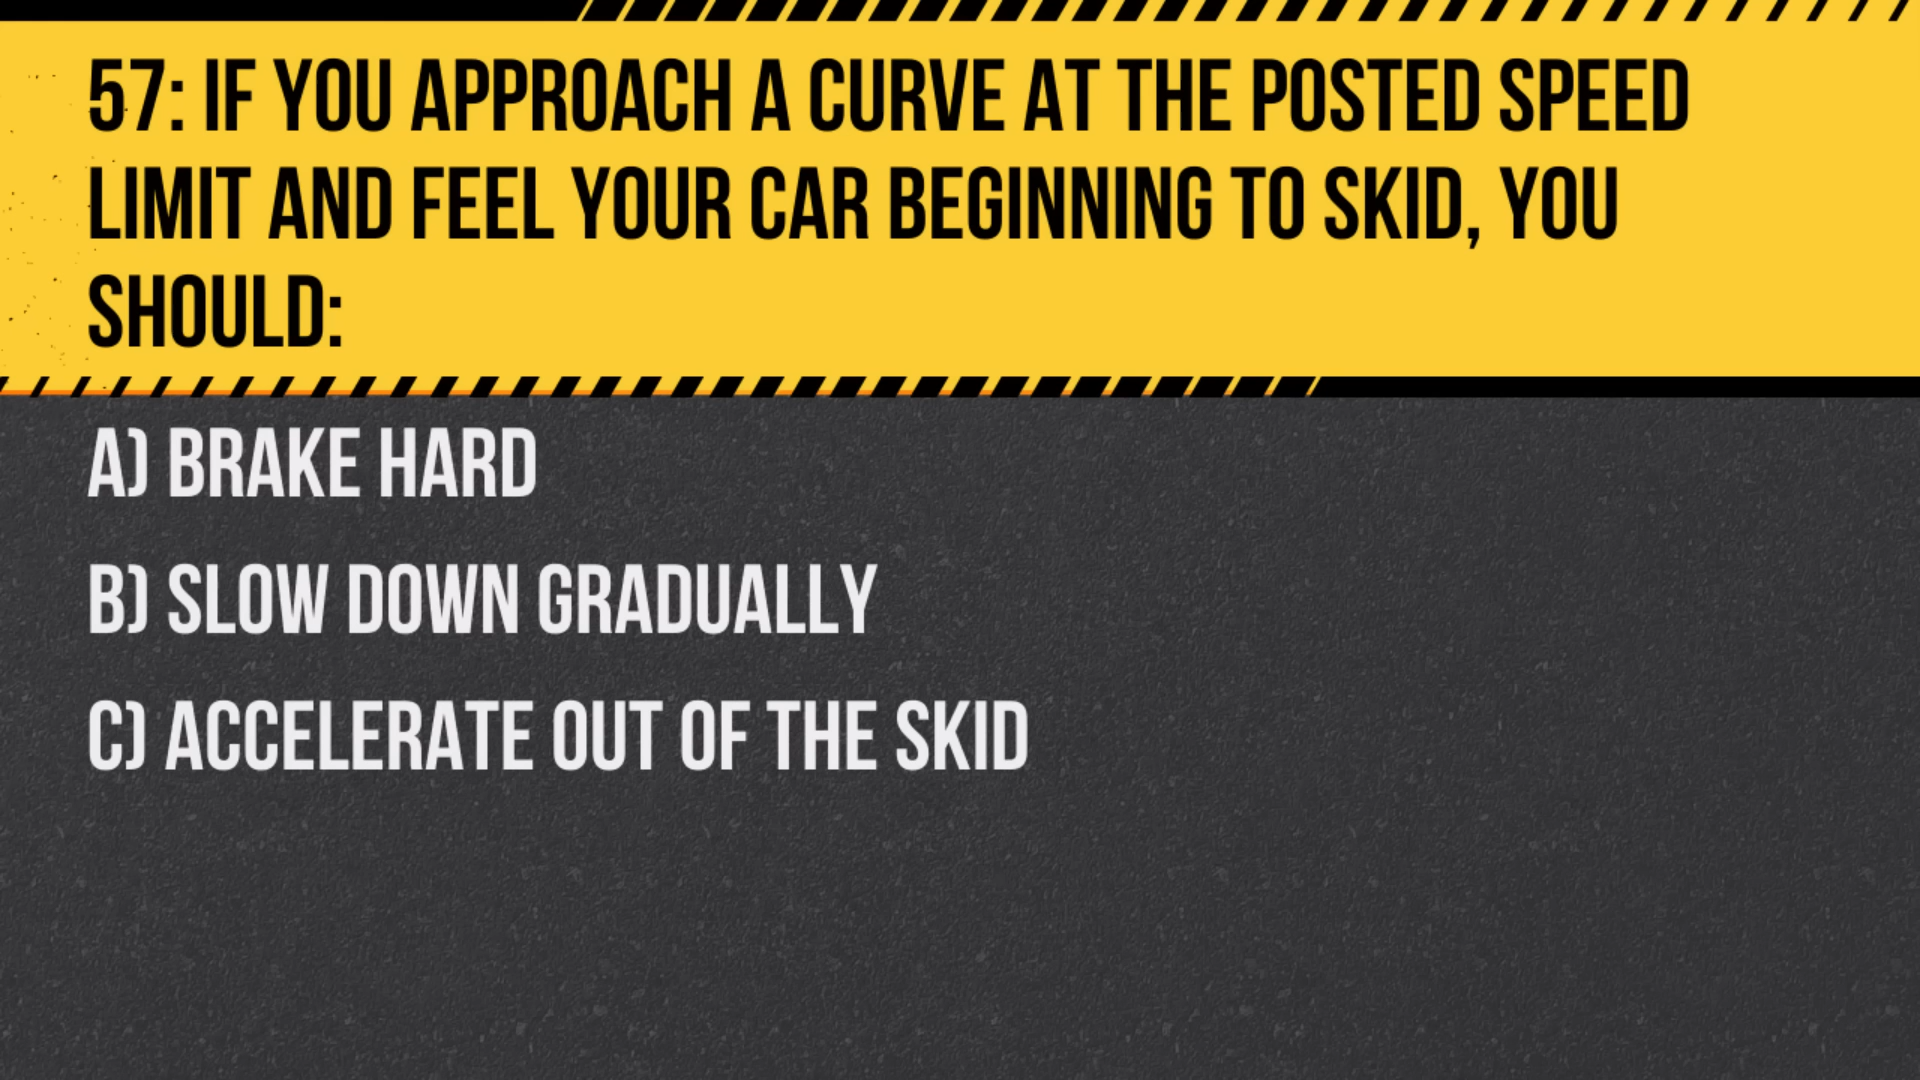 57: IF YOU APPROACH A CURVE AT THE POSTED SPEED
LIMIT AND FEEL YOUR CAR BEGINNING TO SKID, YOU
SHOULD:
A) BRAKE HARD
B) SLOW DOWN GRADUALLY
C) ACCELERATE OUT OF THE SKID